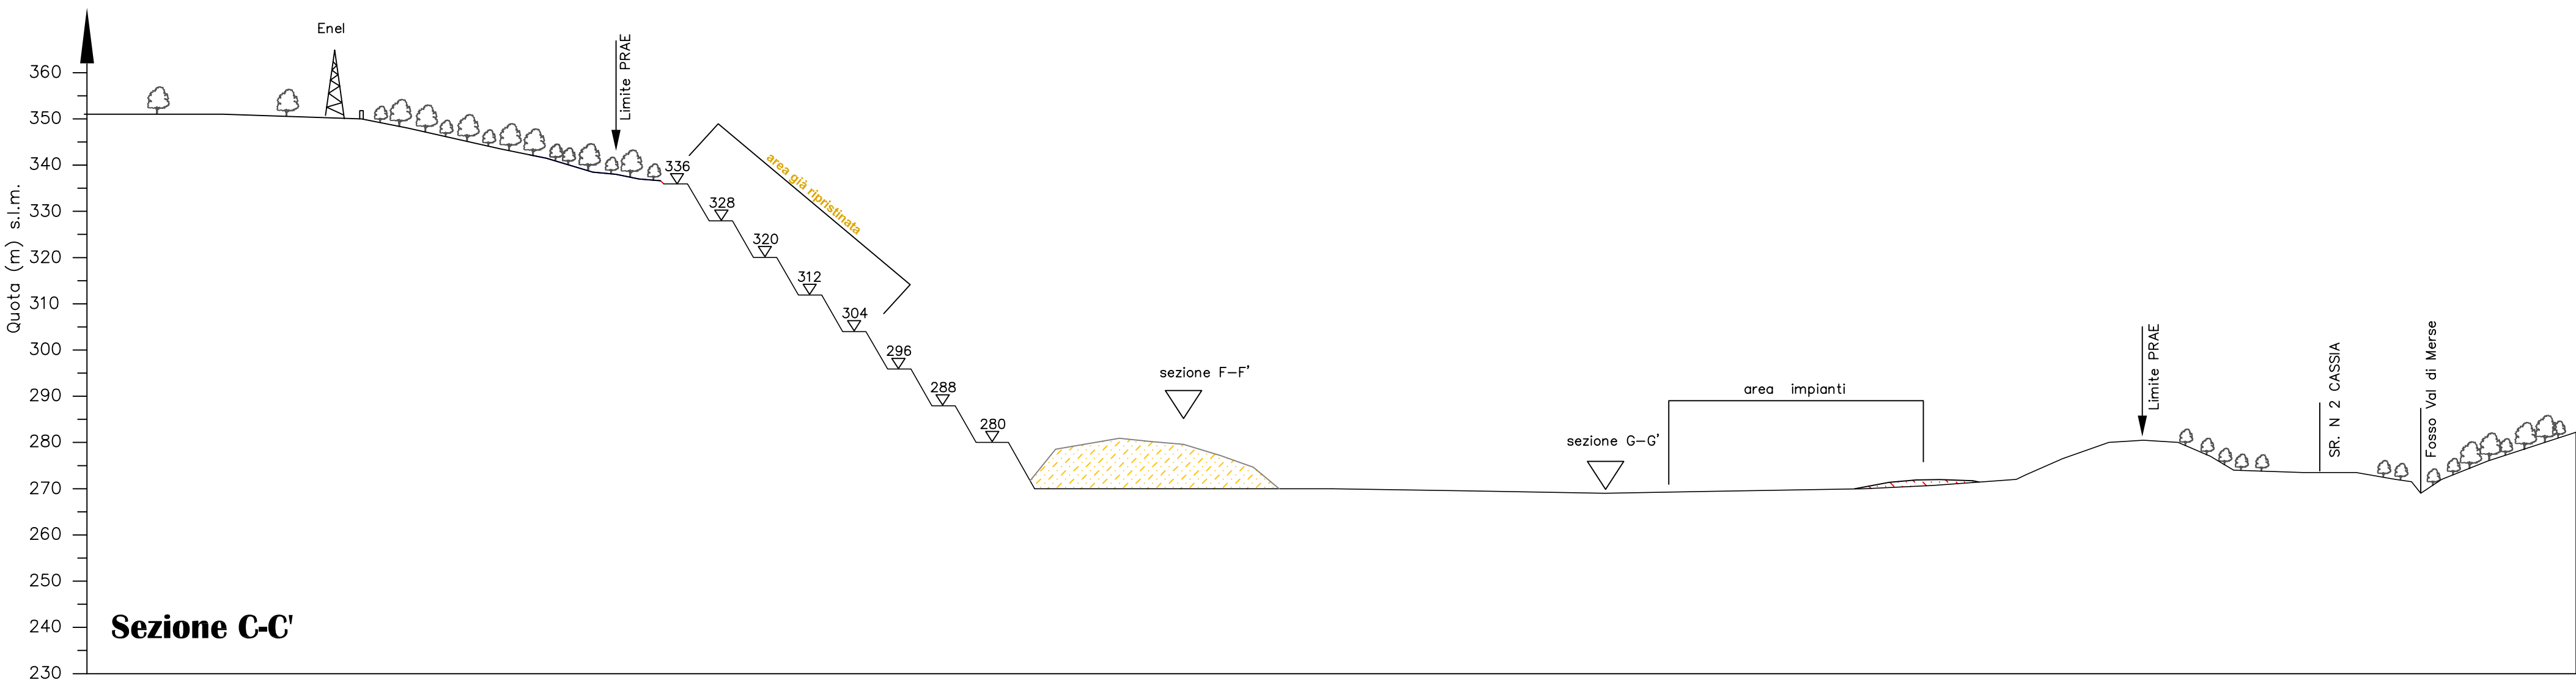 Enel
Limite PRAE
360
350
340
330
320
310
300
290
280
270
260
250
240
230
Quota (m) s.l.m.
336
328
320
312
304
296
288
280
area già ripristinata
sezione F-F'
sezione G-G'
area impianti
Limite PRAE
SR. N 2 CASSIA
Fosso Val di Merse
Sezione C-C'